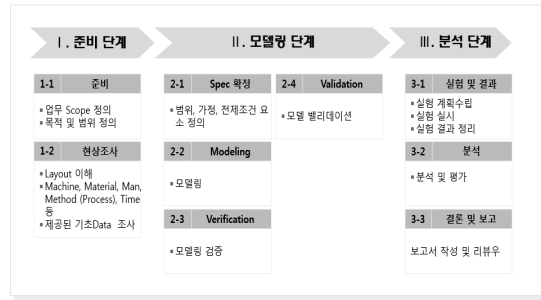 Ⅰ. 준비 단계
Ⅱ. 모델링 단계
Ⅲ. 분석 단계
1-1 준비
▪업무 Scope 정의
▪목적 및 범위 정의
1-2 현상조사
▪Layout 이해
▪Machine, Material, Man,
Method (Process), Time
등
▪제공된 기초Data 조사
2-1 Spec 확정
▪범위, 가정, 전제조건 요
소 정의
2-2 Modeling
▪모델링
2-3 Verification
▪모델링 검증
2-4 Validation
▪모델 밸리데이션
3-1 실험 및 결과
▪실험 계획수립
▪실험 실시
▪실험 결과 정리
3-2 분석
▪분석 및 평가
3-3 결론 및 보고
보고서 작성 및 리뷰우